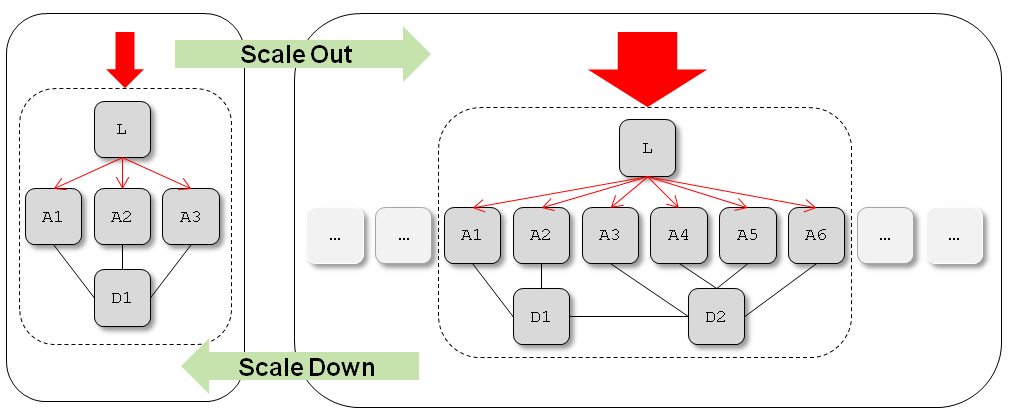 Scale Out
L
A1 A2 A3
D1
L
... ... A1 A2 A3 A4 A5 A6 ... ...
D1 D2
Scale Down